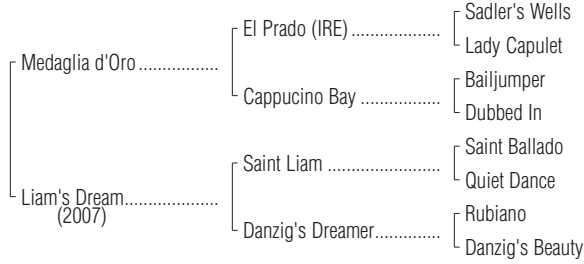 Sadler's Wells
El Prado (IRE) ....................
Lady Capulet
Medaglia d'Oro .................
Bailjumper
Cappucino Bay ..................
Dubbed In
Saint Ballado
Saint Liam .........................
Quiet Dance
Liam's Dream....................
(2007)
Rubiano
Danzig's Dreamer...............
Danzig's Beauty